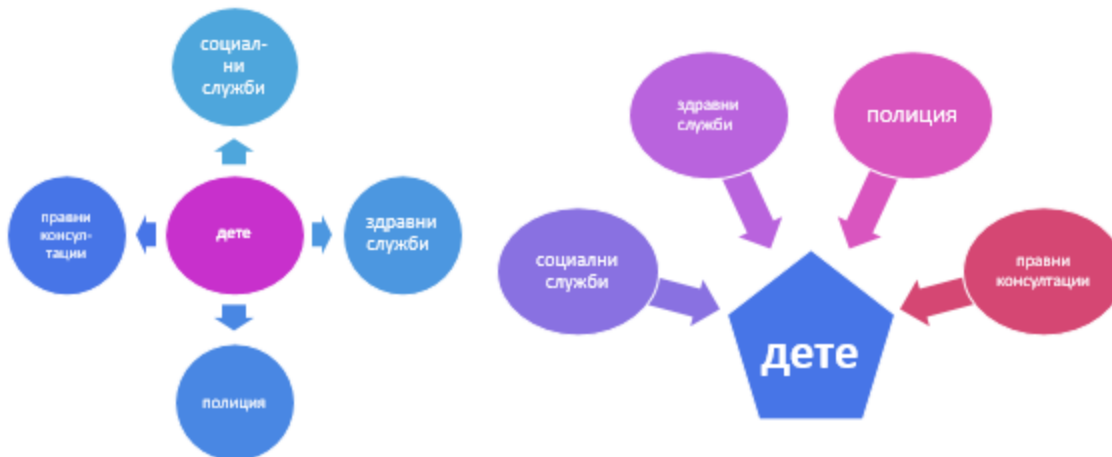 социал-
ни
служби
правни
консул-
тации
дете
здравни
служби
полиция
здравни
служби
полиция
социални
служби
правни
консултации
дете